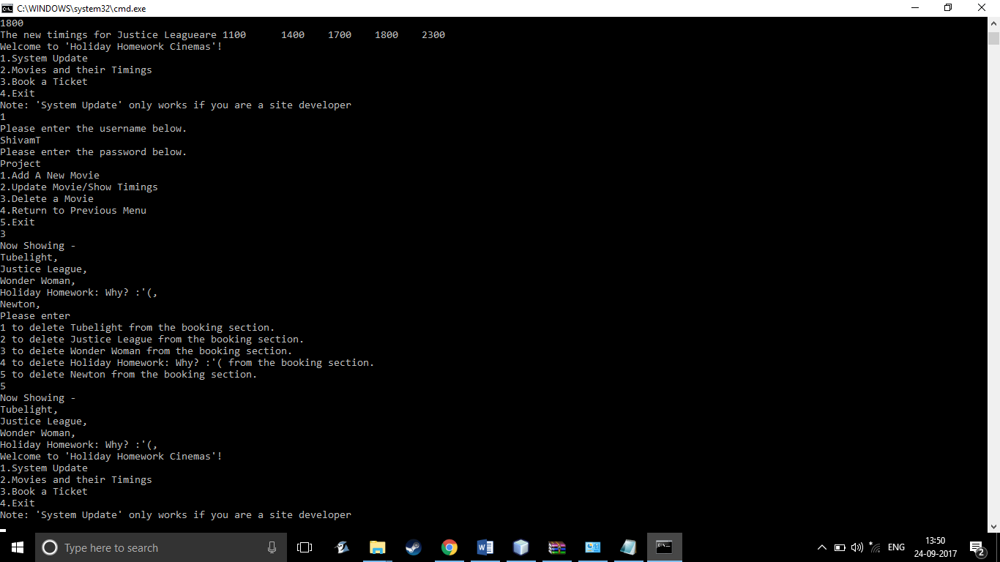 C:\WINDOWS\system32\cmd.exe
1800
The new timings for Justice Leagueare 1100      1400    1700    1800    2300
Welcome to 'Holiday Homework Cinemas'!
1.System Update
2.Movies and their Timings
3.Book a Ticket
4.Exit
Note: 'System Update' only works if you are a site developer
1
Please enter the username below.
ShivamT
Please enter the password below.
Project
1.Add A New Movie
2.Update Movie/Show Timings
3.Delete a Movie
4.Return to Previous Menu
5.Exit
3
Now Showing -
Tubelight,
Justice League,
Wonder Woman,
Holiday Homework: Why? :'(,
Newton,
Please enter
1 to delete Tubelight from the booking section.
2 to delete Justice League from the booking section.
3 to delete Wonder Woman from the booking section.
4 to delete Holiday Homework: Why? :'( from the booking section.
5 to delete Newton from the booking section.
5
Now Showing -
Tubelight,
Justice League,
Wonder Woman,
Holiday Homework: Why? :'(,
Welcome to 'Holiday Homework Cinemas'!
1.System Update
2.Movies and their Timings
3.Book a Ticket
4.Exit
Note: 'System Update' only works if you are a site developer
Type here to search
ENG
13:50
24-09-2017
2